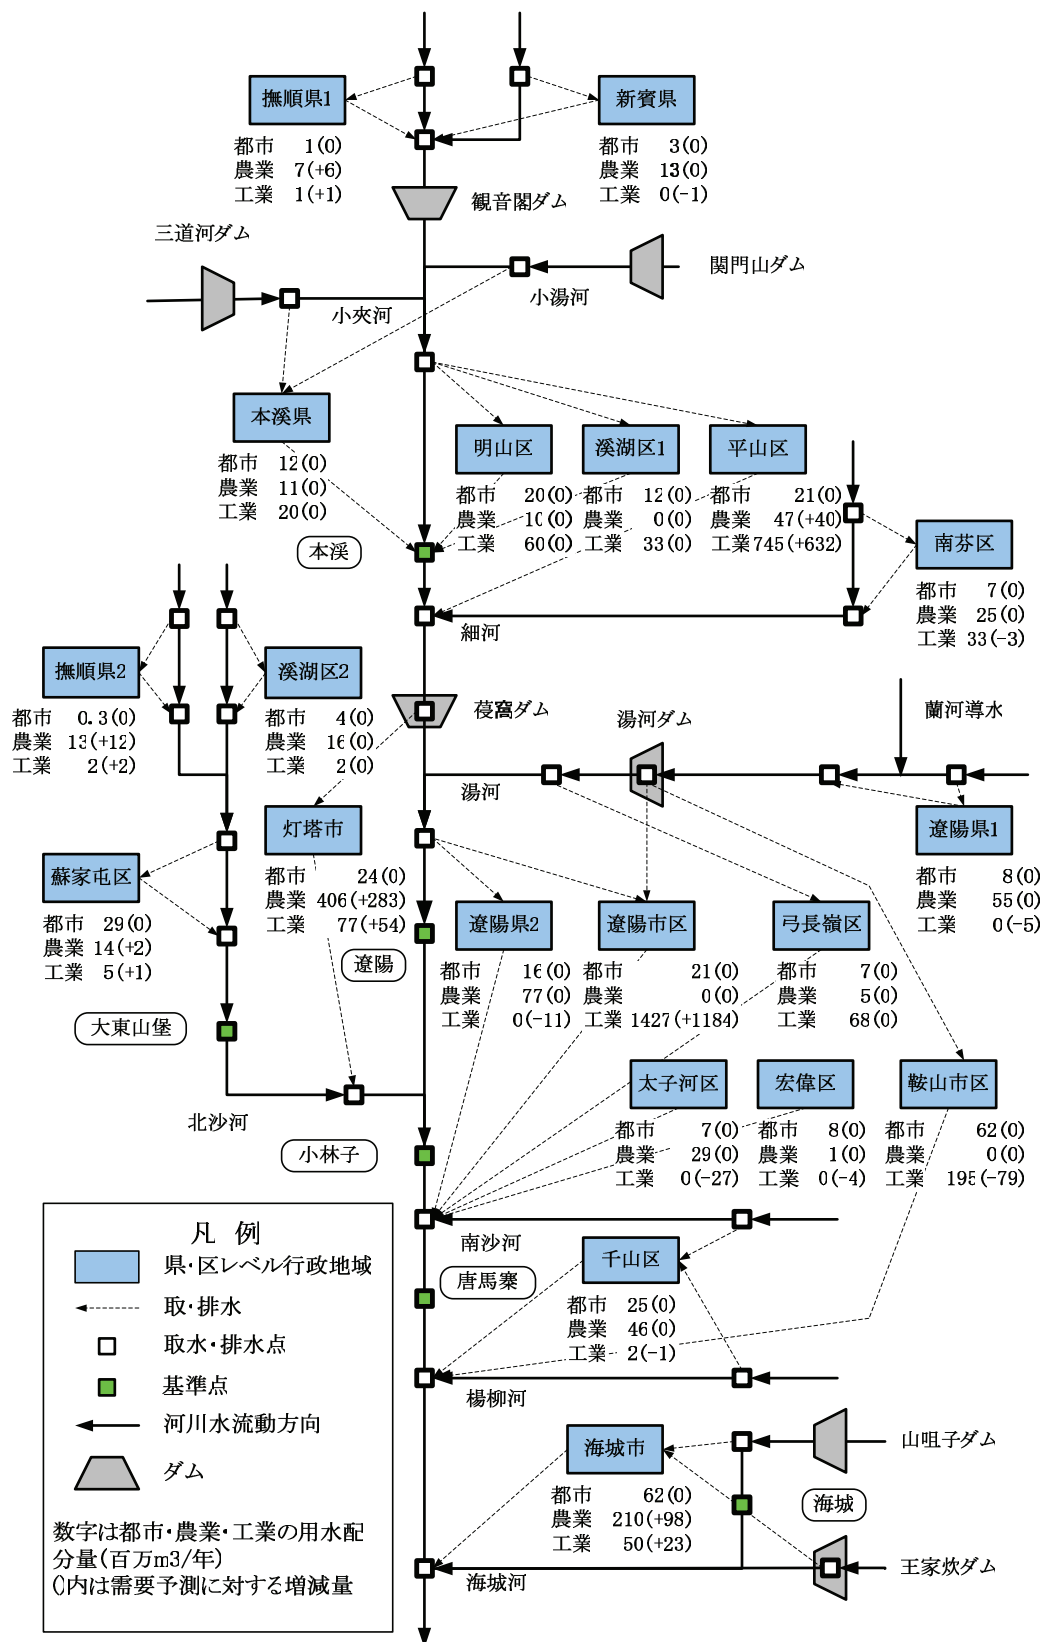 撫順県1
都市 1(0)
農業 7(+6)
工業 1(+1)
新賓県
都市 3(0)
農業 13(0)
工業 0(-1)
観音閣ダム
三道河ダム
関門山ダム
小湯河
小夾河
本溪県
都市 12(0)
農業 11(0)
工業 20(0)
明山区
都市 20(0)
農業 10(0)
工業 60(0)
溪湖区1
都市 12(0)
農業 0(0)
工業 33(0)
平山区
都市 21(0)
農業 47(+40)
工業 745(+632)
本渓
南芬区
都市 7(0)
農業 25(0)
工業 33(-3)
細河
撫順県2
都市 0.3(0)
農業 13(+12)
工業 2(+2)
溪湖区2
都市 4(0)
農業 16(0)
工業 2(0)
葠窩ダム
湯河ダム
蘭河導水
湯河
灯塔市
都市 24(0)
農業 406(+283)
工業 77(+54)
遼陽県1
都市 8(0)
農業 55(0)
工業 0(-5)
蘇家屯区
都市 29(0)
農業 14(+2)
工業 5(+1)
遼陽
遼陽県2
都市 16(0)
農業 77(0)
工業 0(-11)
遼陽市区
都市 21(0)
農業 0(0)
工業 1427(+1184)
弓長嶺区
都市 7(0)
農業 5(0)
工業 68(0)
大東山堡
北沙河
小林子
太子河区
都市 7(0)
農業 29(0)
工業 0(-27)
宏偉区
都市 8(0)
農業 1(0)
工業 0(-4)
鞍山市区
都市 62(0)
農業 0(0)
工業 195(-79)
南沙河
唐馬寨
千山区
都市 25(0)
農業 46(0)
工業 2(-1)
楊柳河
海城市
都市 62(0)
農業 210(+98)
工業 50(+23)
山咀子ダム
海城
王家炊ダム
海城河
凡 例
県・区レベル行政地域
取・排水
取水・排水点
基準点
河川水流動方向
ダム
数字は都市・農業・工業の用水配
分量(百万m3/年)
()内は需要予測に対する増減量